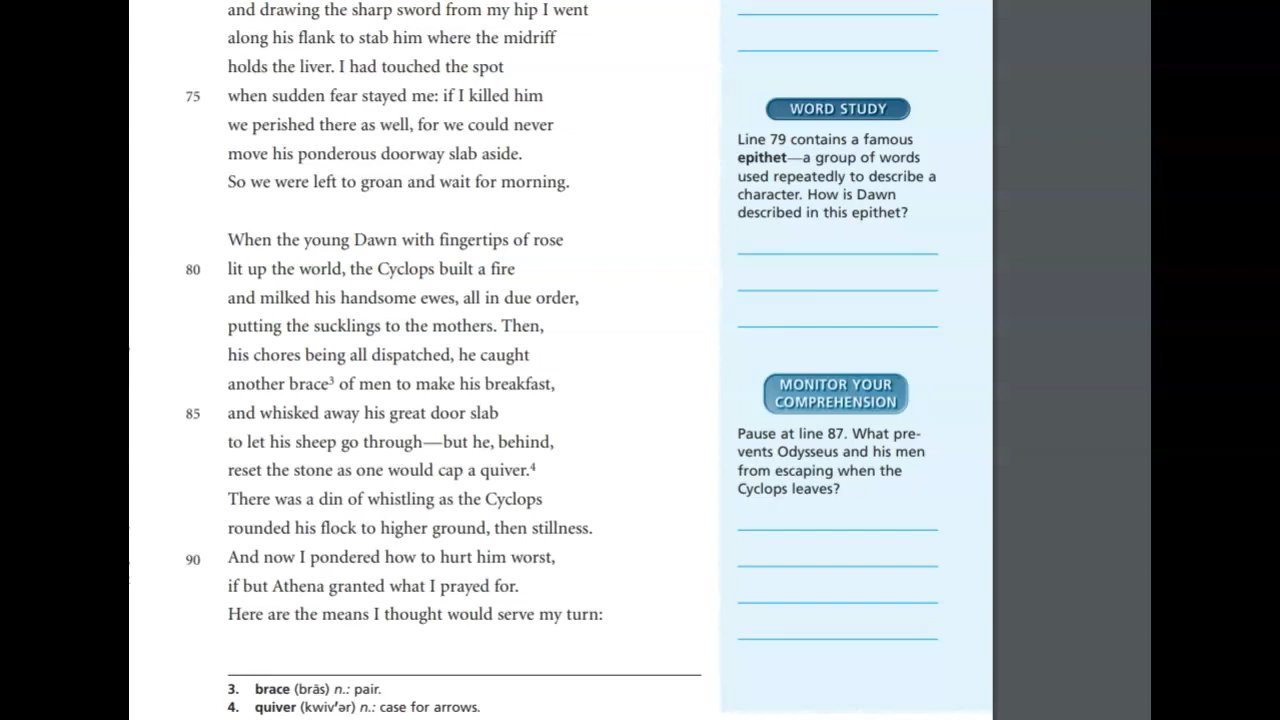 and drawing the sharp sword from my hip I went
along his flank to stab him where the midriff
holds the liver. I had touched the spot
75 when sudden fear stayed me: if I killed him
we perished there as well, for we could never
move his ponderous doorway slab aside.
So we were left to groan and wait for morning.
When the young Dawn with fingertips of rose
80 lit up the world, the Cyclops built a fire
and milked his handsome ewes, all in due order,
putting the sucklings to the mothers. Then,
his chores being all dispatched, he caught
another brace3 of men to make his breakfast,
85 and whisked away his great door slab
to let his sheep go through—but he, behind,
reset the stone as one would cap a quiver.4
There was a din of whistling as the Cyclops
rounded his flock to higher ground, then stillness.
90 And now I pondered how to hurt him worst,
if but Athena granted what I prayed for.
Here are the means I thought would serve my turn:
3. brace (brās) n.: pair.
4. quiver (kwiv′ər) n.: case for arrows.
WORD STUDY
Line 79 contains a famous
epithet—a group of words
used repeatedly to describe a
character. How is Dawn
described in this epithet?
MONITOR YOUR
COMPREHENSION
Pause at line 87. What pre-
vents Odysseus and his men
from escaping when the
Cyclops leaves?